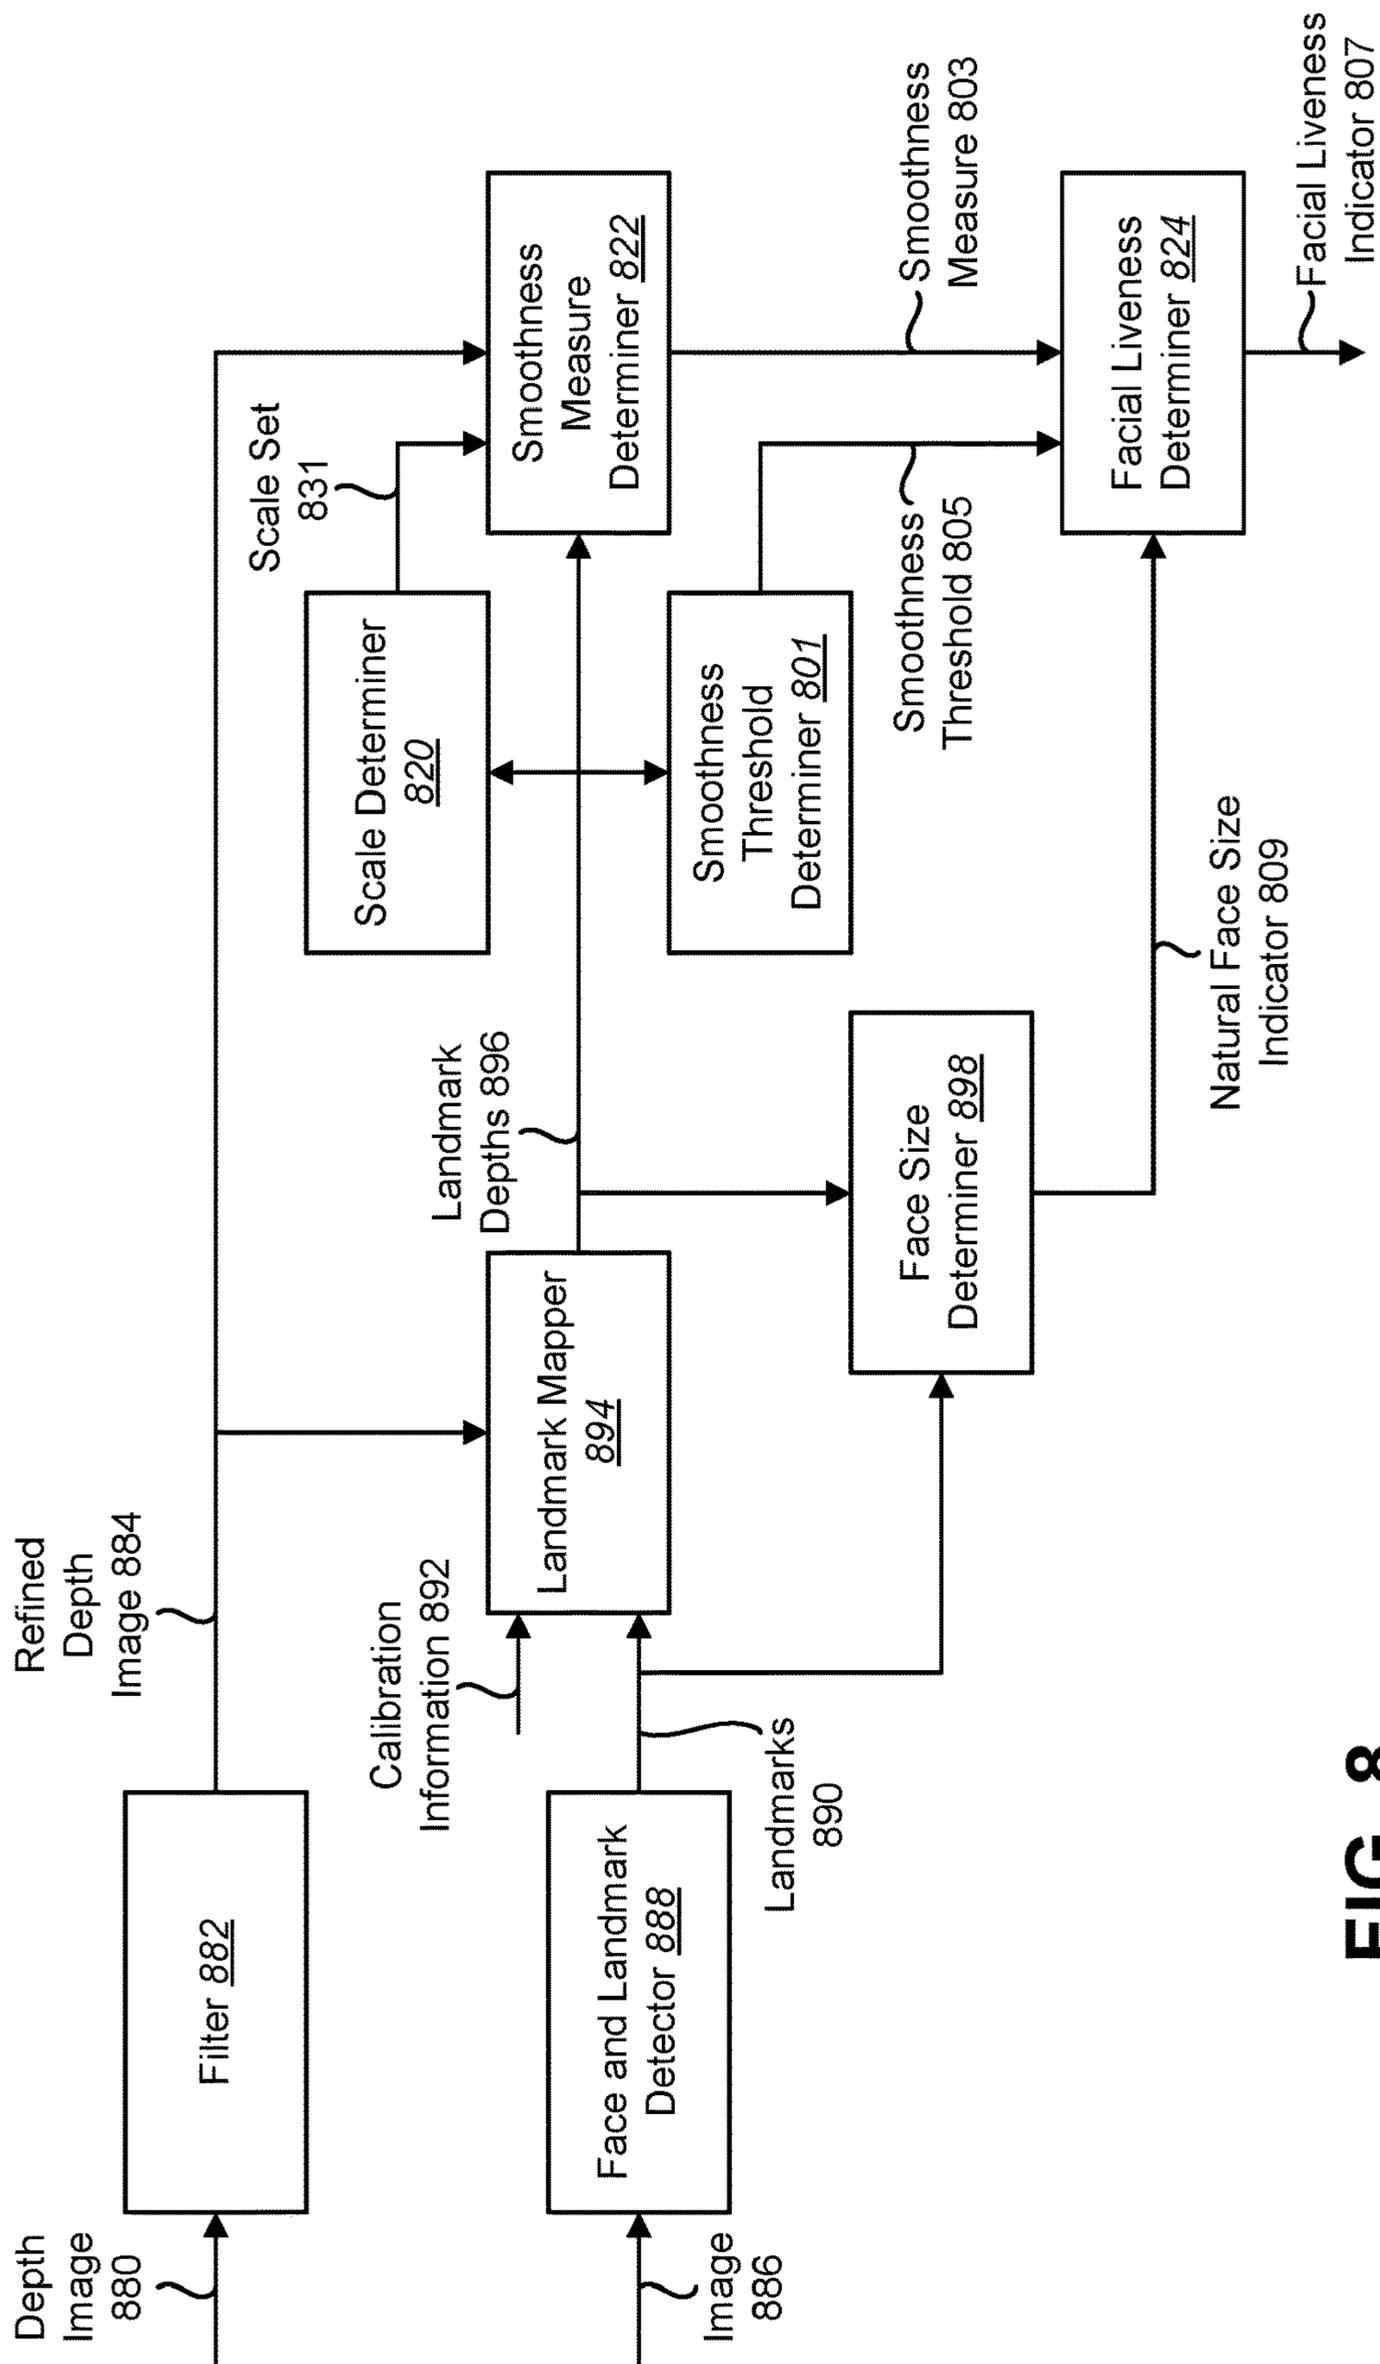 Depth
Image
880
Filter 882
Refined
Depth
Image 884
Image
886
Face and Landmark
Detector 888
Landmarks
890
Calibration
Information 892
Landmark Mapper
894
Landmark
Depths 896
Face Size
Determiner 898
Natural Face Size
Indicator 809
Scale Determiner
820
Scale Set
831
Smoothness
Threshold
Determiner 801
Smoothness
Threshold 805
Smoothness
Measure
Determiner 822
Smoothness
Measure 803
Facial Liveness
Determiner 824
Facial Liveness
Indicator 807
FIG. 8